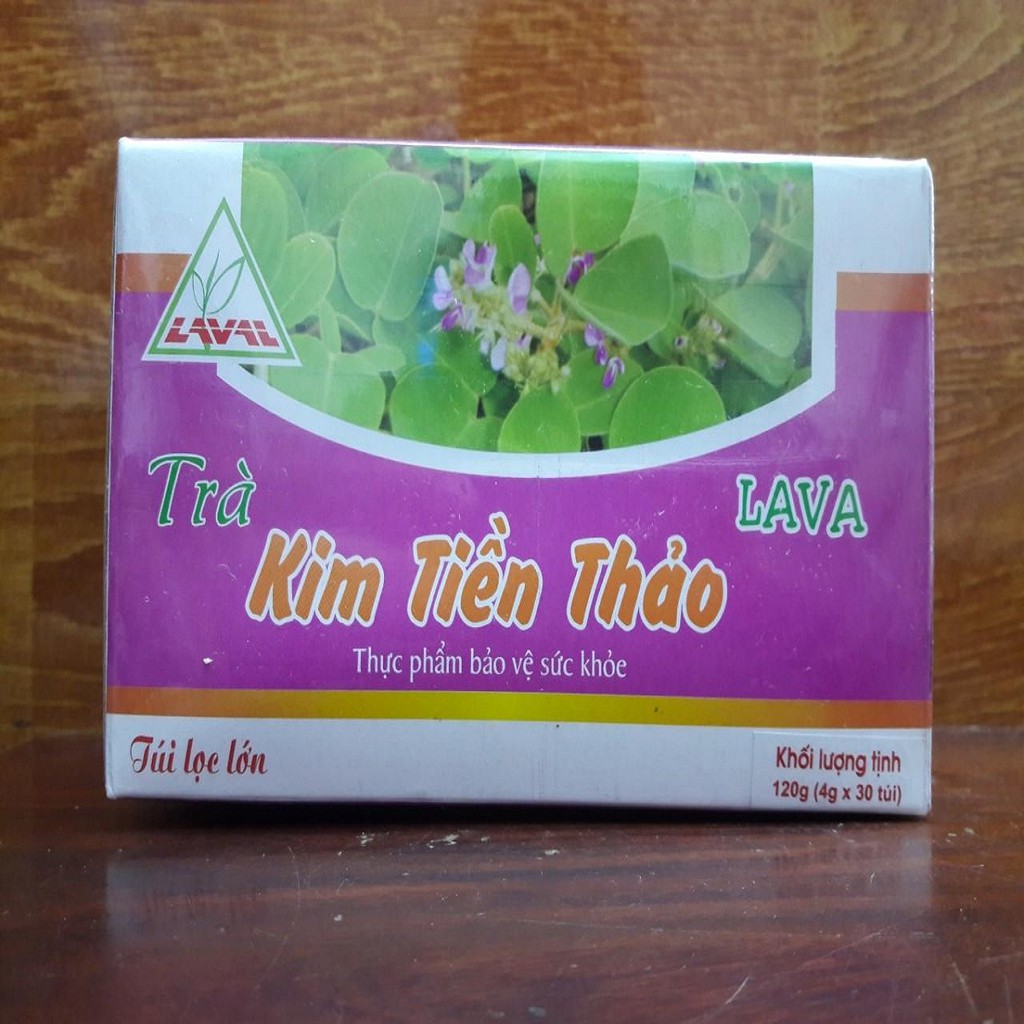 LAVAL
Trà
LAVA
Kim Tiền Thảo
Thực phẩm bảo vệ sức khỏe
Túi lọc lớn
Khối lượng tịnh
120g (4g x 30 túi)